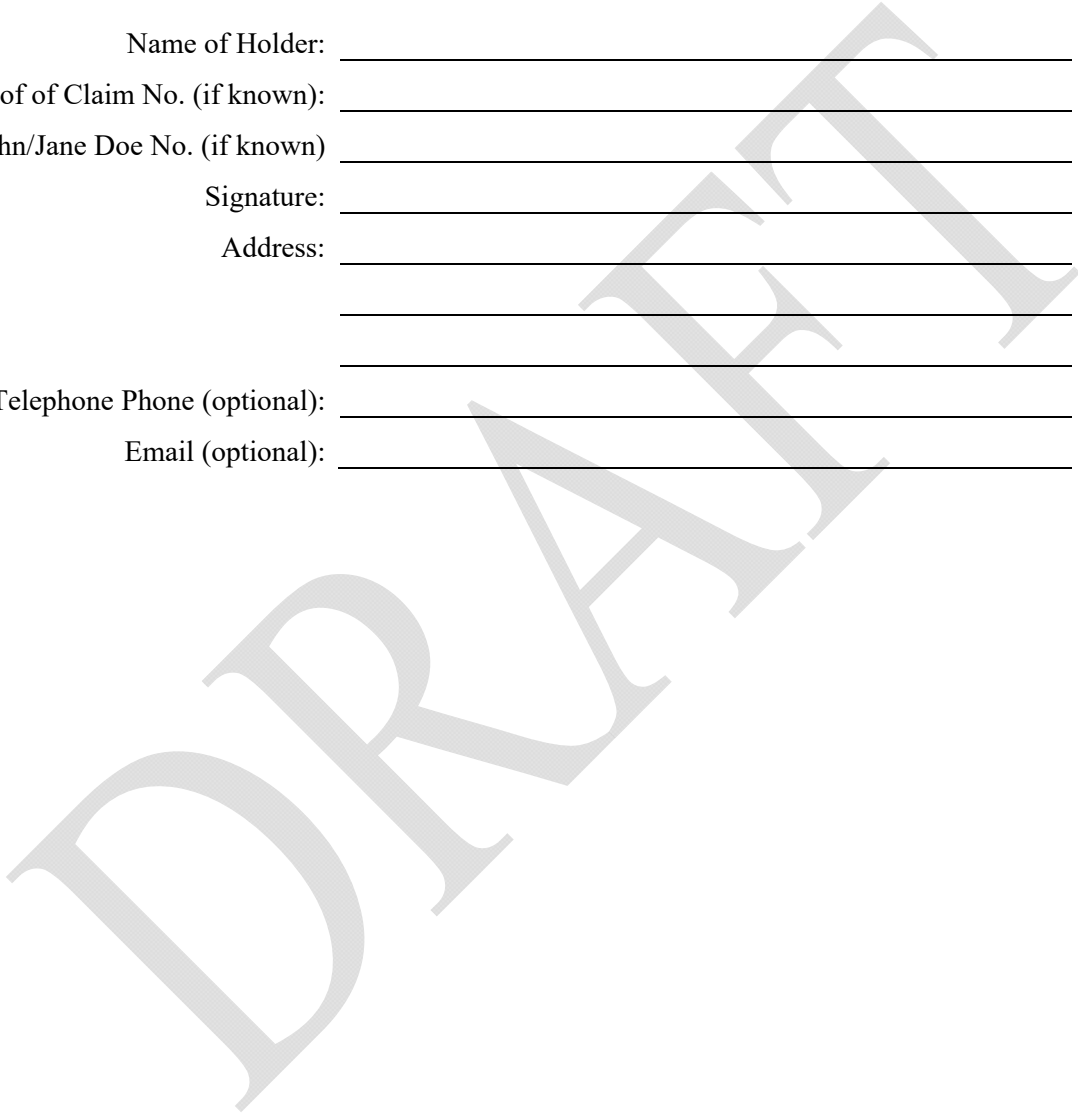 Name of Holder:
of of Claim No. (if known):
hn/Jane Doe No. (if known)
Signature:
Address:
Telephone Phone (optional):
Email (optional):
DRAFT